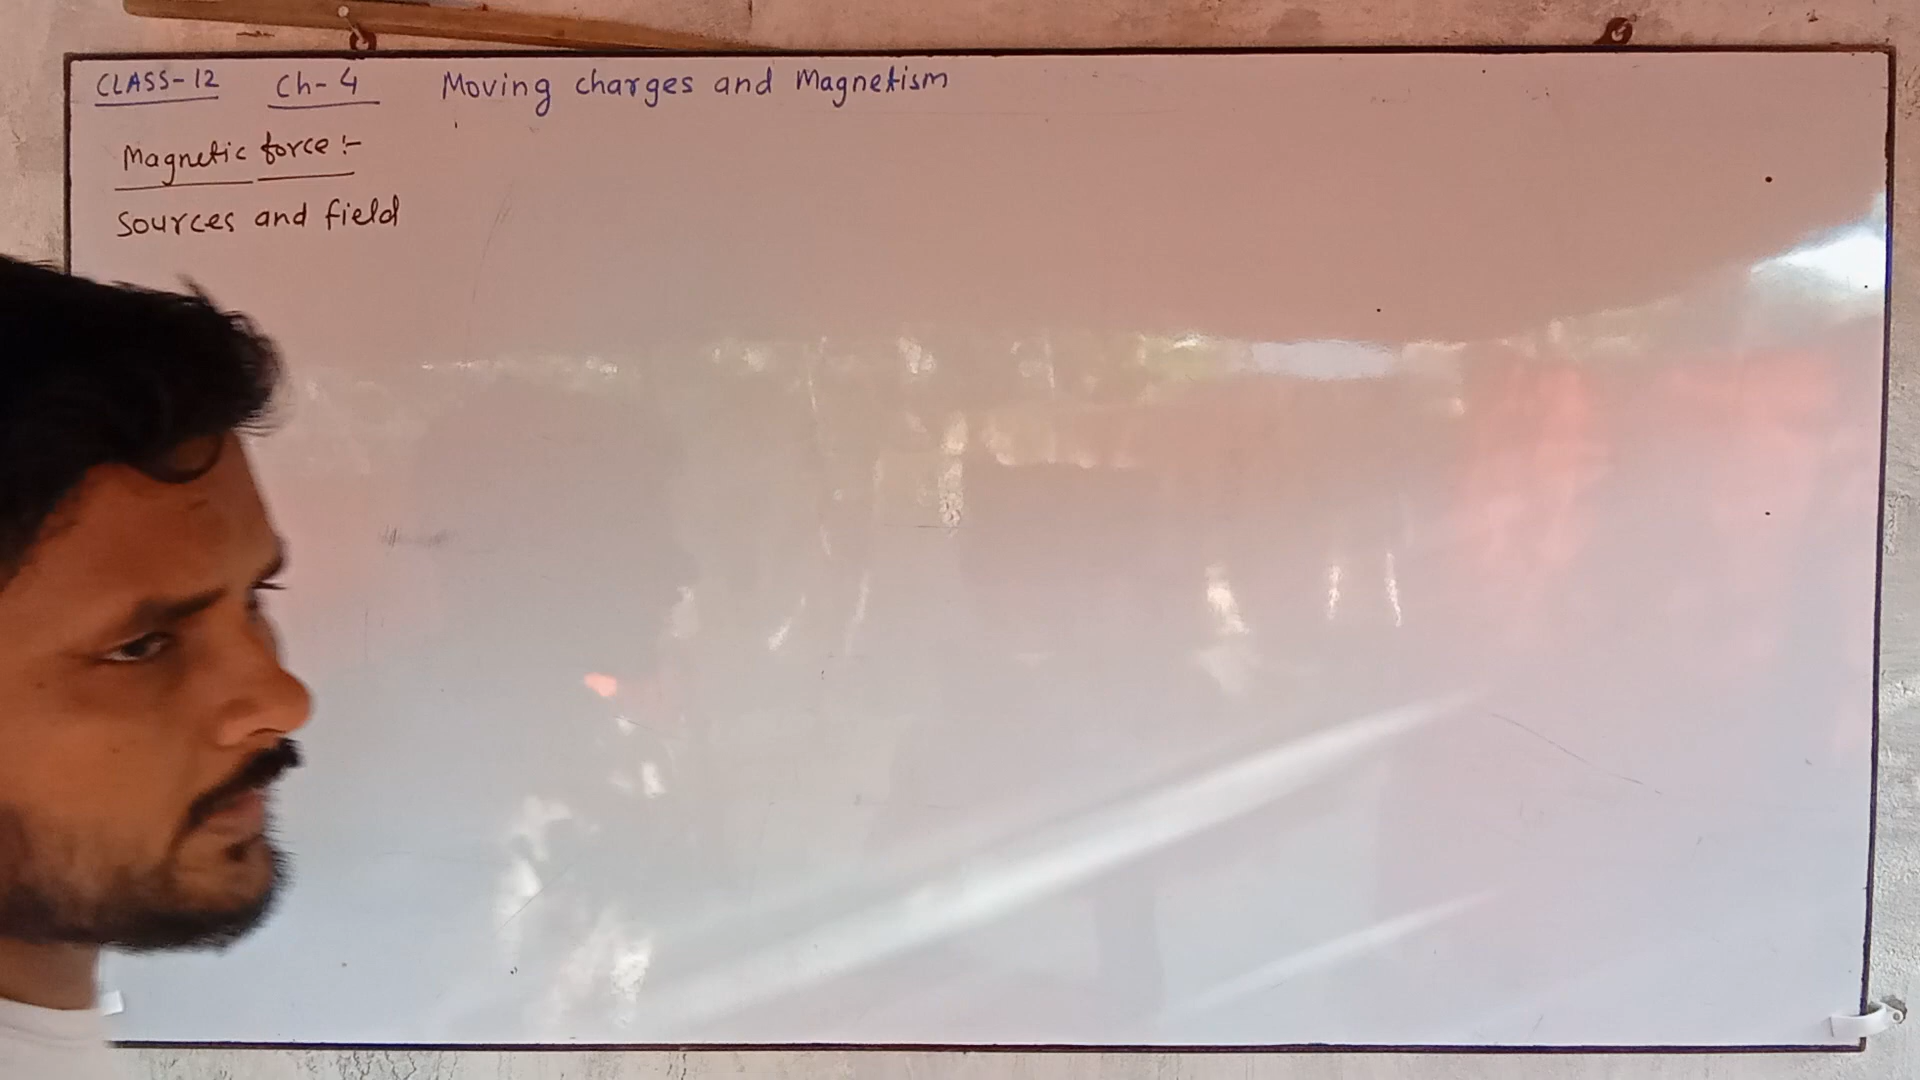 CLASS-12 Ch-4 Moving charges and Magnetism
Magnetic force :-
Sources and field